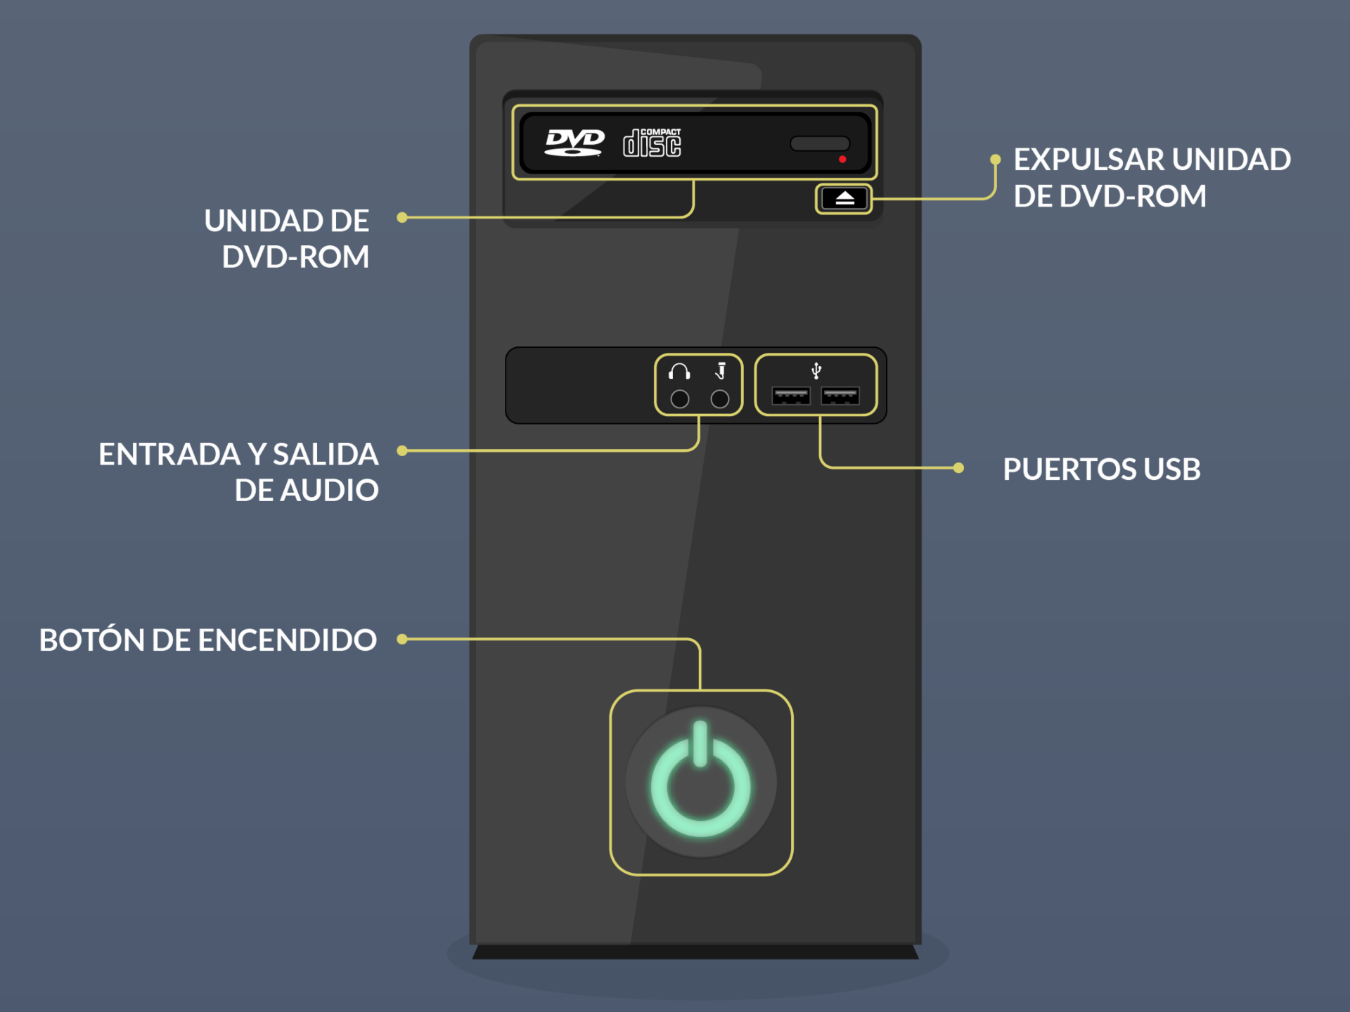 DVD
COMPACT
disc
EXPULSAR UNIDAD
DE DVD-ROM
UNIDAD DE
DVD-ROM
ENTRADA Y SALIDA
DE AUDIO
PUERTOS USB
BOTÓN DE ENCENDIDO